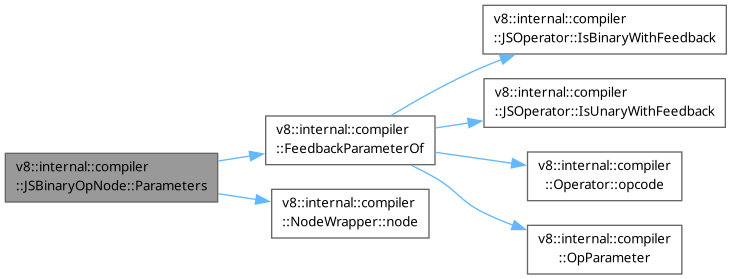 v8::internal::compiler
::JSBinaryOpNode::Parameters
v8::internal::compiler
::FeedbackParameterOf
v8::internal::compiler
::NodeWrapper::node
v8::internal::compiler
::JSOperator::IsBinaryWithFeedback
v8::internal::compiler
::JSOperator::IsUnaryWithFeedback
v8::internal::compiler
::Operator::opcode
v8::internal::compiler
::OpParameter